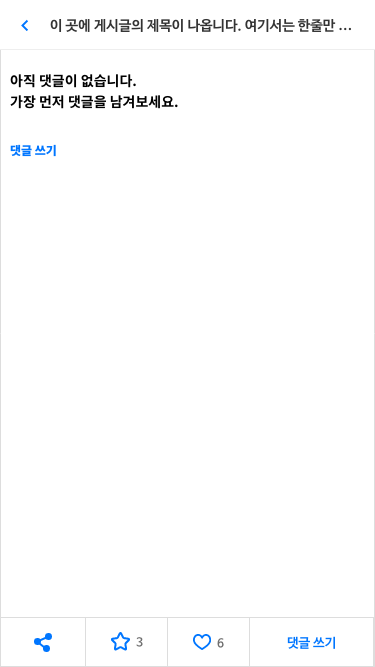 이 곳에 게시글의 제목이 나옵니다. 여기서는 한줄만 ...
아직 댓글이 없습니다.
가장 먼저 댓글을 남겨보세요.
댓글 쓰기
3
6
댓글 쓰기